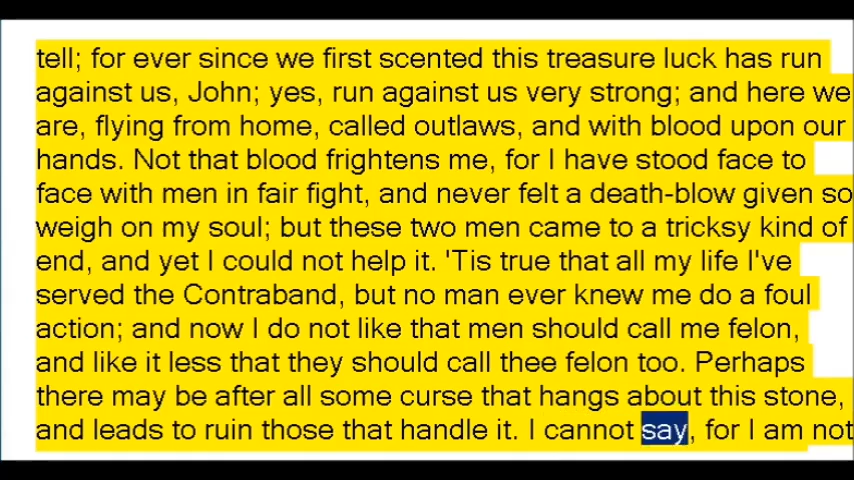 tell; for ever since we first scented this treasure luck has run
against us, John; yes, run against us very strong; and here we
are, flying from home, called outlaws, and with blood upon our
hands. Not that blood frightens me, for I have stood face to
face with men in fair fight, and never felt a death-blow given so
weigh on my soul; but these two men came to a tricksy kind of
end, and yet I could not help it. 'Tis true that all my life I've
served the Contraband, but no man ever knew me do a foul
action; and now I do not like that men should call me felon,
and like it less that they should call thee felon too. Perhaps
there may be after all some curse that hangs about this stone,
and leads to ruin those that handle it. I cannot say, for I am not